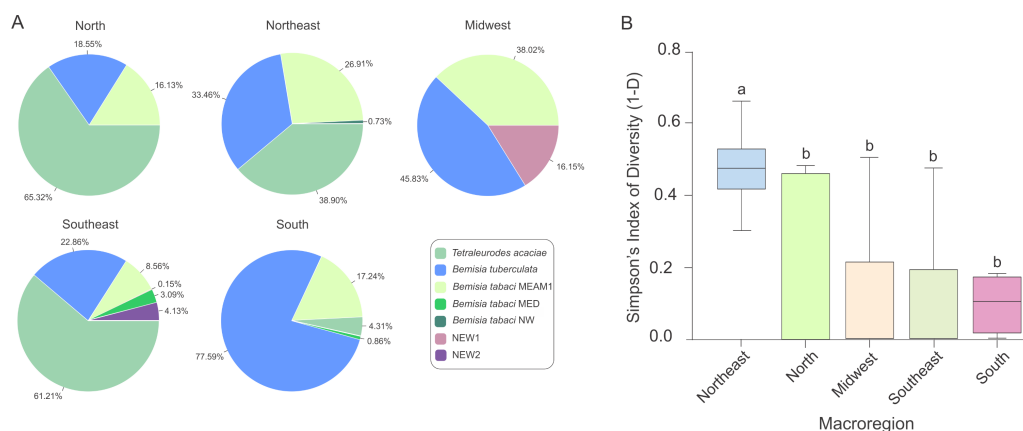 A
North
18.55%
16.13%
65.32%
Northeast
26.91%
33.46%
0.73%
38.90%
Midwest
38.02%
45.83%
16.15%
Southeast
22.86%
8.56%
0.15%
3.09%
4.13%
61.21%
South
17.24%
4.31%
0.86%
77.59%
Tetraleurodes acaciae
Bemisia tuberculata
Bemisia tabaci MEAM1
Bemisia tabaci MED
Bemisia tabaci NW
NEW1
NEW2
B
Simpson's Index of Diversity (1-D)
0.8
0.6
0.4
0.2
0.0
a
b
b
b
b
Northeast
North
Midwest
Southeast
South
Macroregion